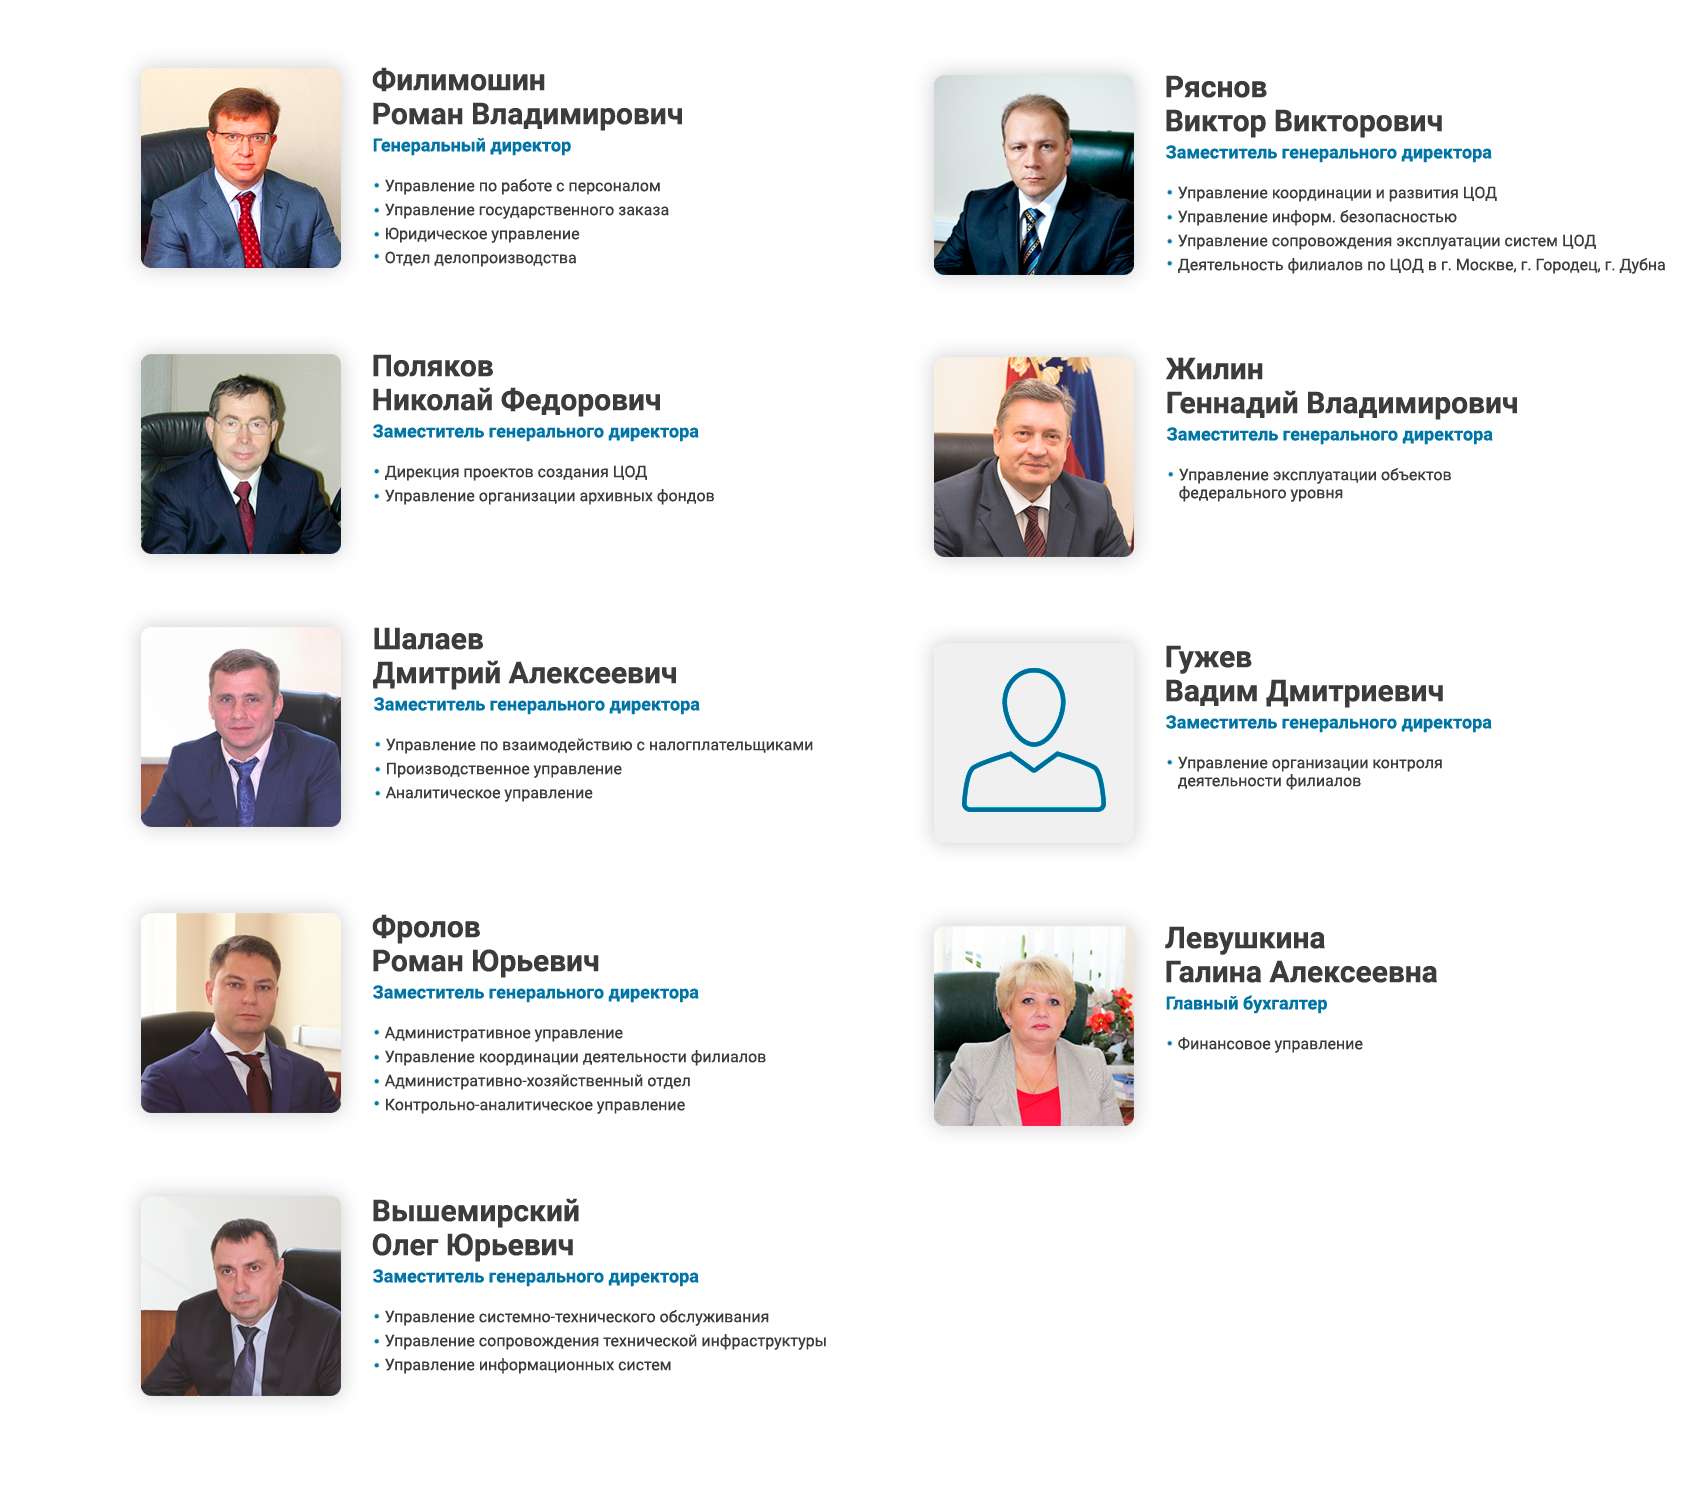 Филимошин
Роман Владимирович
Генеральный директор
• Управление по работе с персоналом
• Управление государственного заказа
• Юридическое управление
• Отдел делопроизводства
Ряснов
Виктор Викторович
Заместитель генерального директора
• Управление координации и развития ЦОД
• Управление информ. безопасностью
• Управление сопровождения эксплуатации систем ЦОД
• Деятельность филиалов по ЦОД в г. Москве, г. Городец, г. Дубна
Поляков
Николай Федорович
Заместитель генерального директора
• Дирекция проектов создания ЦОД
• Управление организации архивных фондов
Жилин
Геннадий Владимирович
Заместитель генерального директора
• Управление эксплуатации объектов
федерального уровня
Шалаев
Дмитрий Алексеевич
Заместитель генерального директора
• Управление по взаимодействию с налогплательщиками
• Производственное управление
• Аналитическое управление
Гужев
Вадим Дмитриевич
Заместитель генерального директора
• Управление организации контроля
деятельности филиалов
Фролов
Роман Юрьевич
Заместитель генерального директора
• Административное управление
• Управление координации деятельности филиалов
• Административно-хозяйственный отдел
• Контрольно-аналитическое управление
Левушкина
Галина Алексеевна
Главный бухгалтер
• Финансовое управление
Вышемирский
Олег Юрьевич
Заместитель генерального директора
• Управление системно-технического обслуживания
• Управление сопровождения технической инфраструктуры
• Управление информационных систем